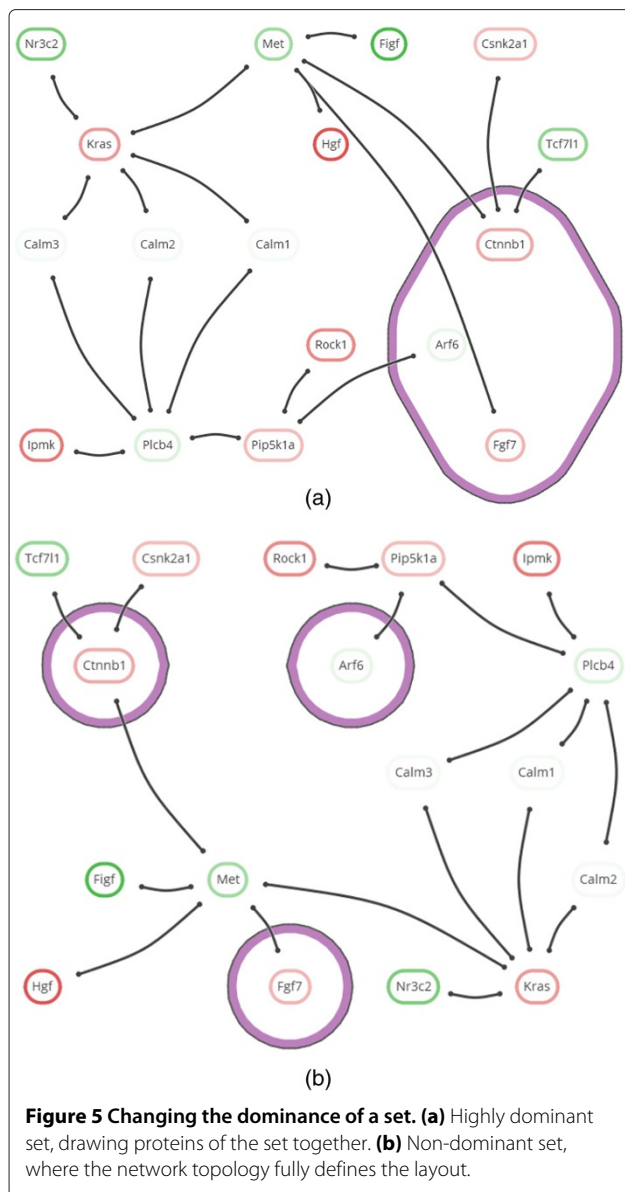 Nr3c2 Met Figf Csnk2a1
Kras Hgf Tcf7l1
Calm3 Calm2 Calm1 Ctnnb1
Rock1 Arf6
Ipmk Plcb4 Pip5k1a Fgf7
(a)
Tcf7l1 Csnk2a1 Rock1 Pip5k1a Ipmk
Ctnnb1 Arf6 Plcb4
Calm3 Calm1
Figf Met Calm2
Hgf Fgf7 Nr3c2 Kras
(b)
Figure 5 Changing the dominance of a set. (a) Highly dominant
set, drawing proteins of the set together. (b) Non-dominant set,
where the network topology fully defines the layout.